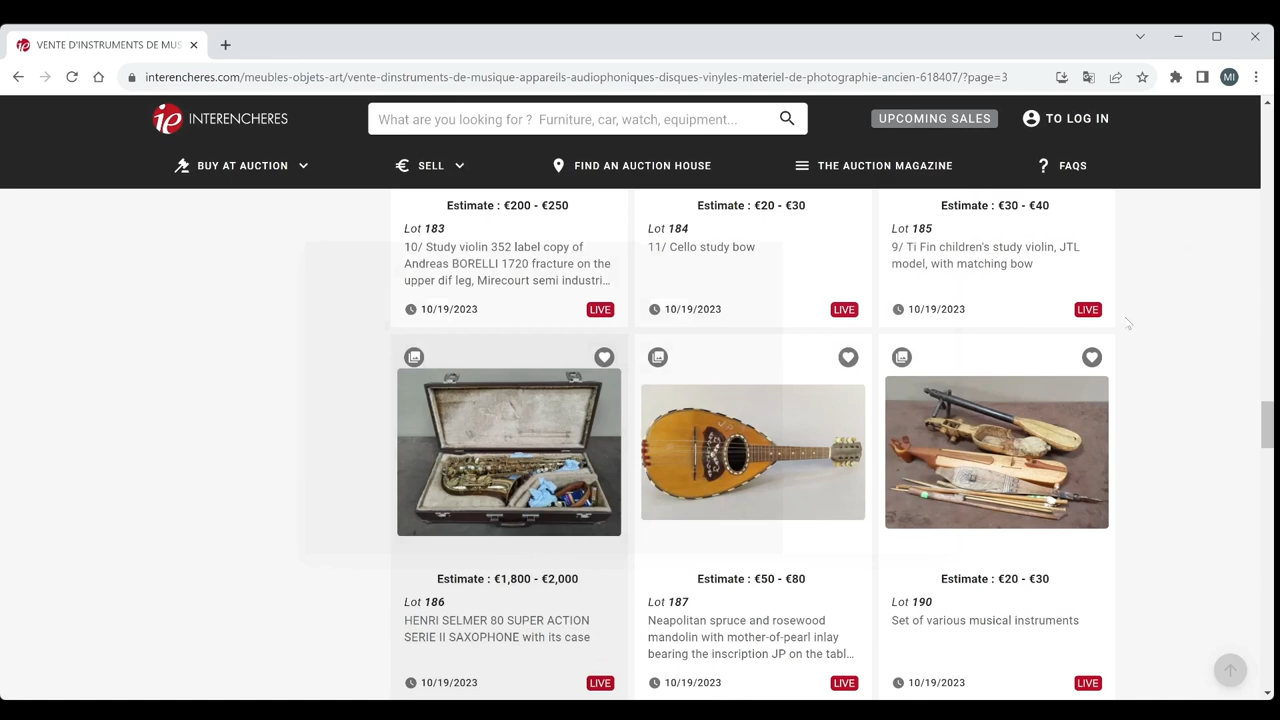 VENTE D'INSTRUMENTS DE MUS
interencheres.com/meubles-objets-art/vente-dinstruments-de-musique-appareils-audiophoniques-disques-vinyles-materiel-de-photographie-ancien-618407/?page=3
MI
ie INTERENCHERES
What are you looking for ? Furniture, car, watch, equipment...
UPCOMING SALES
TO LOG IN
BUY AT AUCTION
SELL
FIND AN AUCTION HOUSE
THE AUCTION MAGAZINE
FAQS
Estimate : €200 - €250
Lot 183
10/ Study violin 352 label copy of
Andreas BORELLI 1720 fracture on the
upper dif leg, Mirecourt semi industri...
10/19/2023 LIVE
Estimate : €20 - €30
Lot 184
11/ Cello study bow
10/19/2023 LIVE
Estimate : €30 - €40
Lot 185
9/ Ti Fin children's study violin, JTL
model, with matching bow
10/19/2023 LIVE
Estimate : €1,800 - €2,000
Lot 186
HENRI SELMER 80 SUPER ACTION
SERIE II SAXOPHONE with its case
10/19/2023 LIVE
JP
Estimate : €50 - €80
Lot 187
Neapolitan spruce and rosewood
mandolin with mother-of-pearl inlay
bearing the inscription JP on the tabl...
10/19/2023 LIVE
Estimate : €20 - €30
Lot 190
Set of various musical instruments
10/19/2023 LIVE